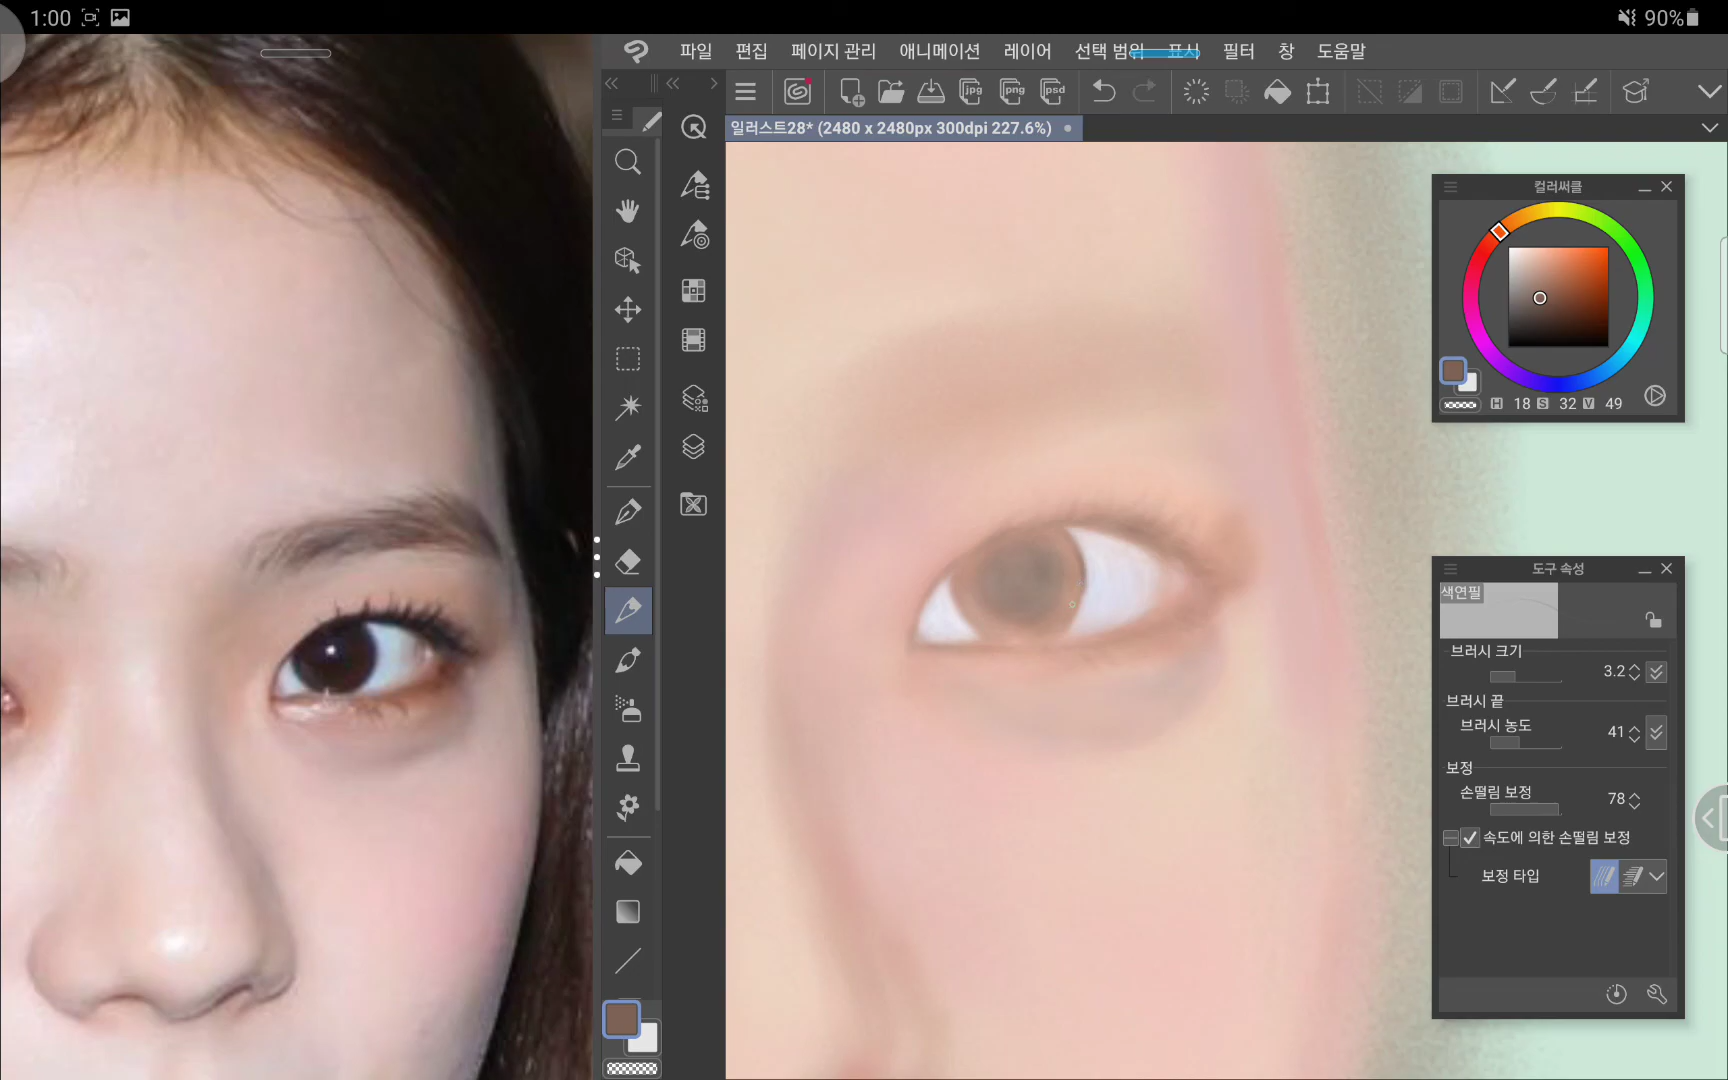 1:00
90%
파일 편집 페이지 관리 애니메이션 레이어 선택 범위 표시 필터 창 도움말
jpg png psd
일러스트28* (2480 x 2480px 300dpi 227.6%)
컬러써클
H 18 S 32 V 49
도구 속성
색연필
브러시 크기
3.2
브러시 끝
브러시 농도
41
보정
손떨림 보정
78
속도에 의한 손떨림 보정
보정 타입